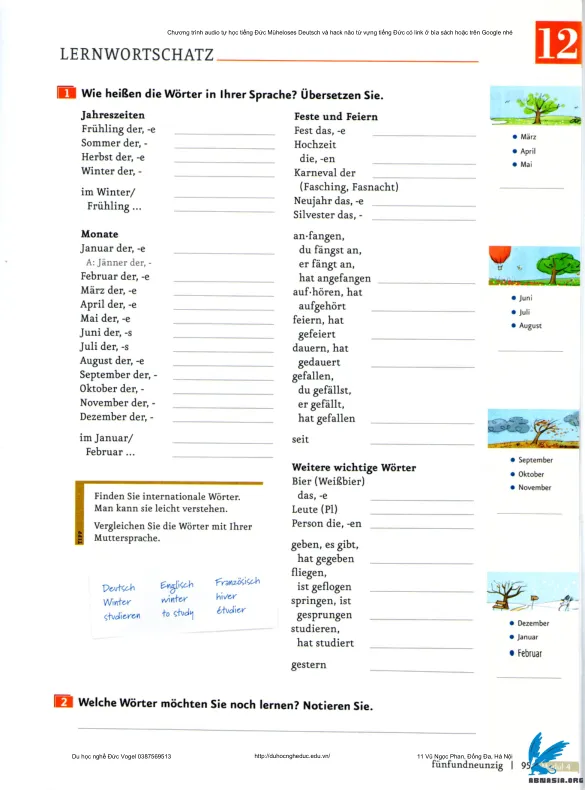 Chương trình audio tự học tiếng Đức Müheloses Deutsch và hack não từ vựng tiếng Đức có link ở bìa sách hoặc trên Google nhé
12
LERNWORTSCHATZ
1 Wie heißen die Wörter in Ihrer Sprache? Übersetzen Sie.
Jahreszeiten
Frühling der, -e
Sommer der, -
Herbst der, -e
Winter der, -
im Winter/
Frühling ...
Monate
Januar der, -e
A: Jänner der, -
Februar der, -e
März der, -e
April der, -e
Mai der, -e
Juni der, -s
Juli der, -s
August der, -e
September der, -
Oktober der, -
November der, -
Dezember der, -
im Januar/
Februar ...
TIPP
Finden Sie internationale Wörter.
Man kann sie leicht verstehen.
Vergleichen Sie die Wörter mit Ihrer
Muttersprache.
Deutsch Englisch Französisch
Winter winter hiver
studieren to study étudier
Feste und Feiern
Fest das, -e
Hochzeit
die, -en
Karneval der
(Fasching, Fasnacht)
Neujahr das, -e
Silvester das, -
an·fangen,
du fängst an,
er fängt an,
hat angefangen
auf·hören, hat
aufgehört
feiern, hat
gefeiert
dauern, hat
gedauert
gefallen,
du gefällst,
er gefällt,
hat gefallen
seit
Weitere wichtige Wörter
Bier (Weißbier)
das, -e
Leute (Pl)
Person die, -en
geben, es gibt,
hat gegeben
fliegen,
ist geflogen
springen, ist
gesprungen
studieren,
hat studiert
gestern
• März
• April
• Mai
• Juni
• Juli
• August
• September
• Oktober
• November
• Dezember
• Januar
• Februar
2 Welche Wörter möchten Sie noch lernen? Notieren Sie.
Du học nghề Đức Vogel 0387569513
http://duhocngheduc.edu.vn/
11 Vũ Ngọc Phan, Đống Đa, Hà Nội
fünfundneunzig | 95
ABMASIA.ORG